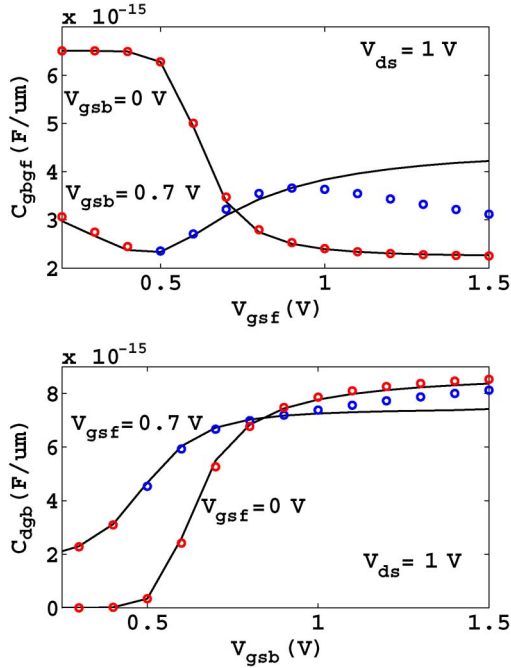 x 10^-15
6
5
4
3
2
C_gbgf (F/um)
V_ds = 1 V
V_gsb = 0 V
V_gsb = 0.7 V
0.5 1 1.5
V_gsf (V)
x 10^-15
8
6
4
2
0
C_dgb (F/um)
V_gsf = 0.7 V
V_gsf = 0 V
V_ds = 1 V
0.5 1 1.5
V_gsb (V)